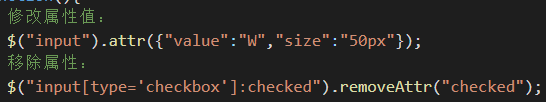 修改属性值：
$("input").attr({"value":"W","size":"50px"});
移除属性：
$("input[type='checkbox']:checked").removeAttr("checked");